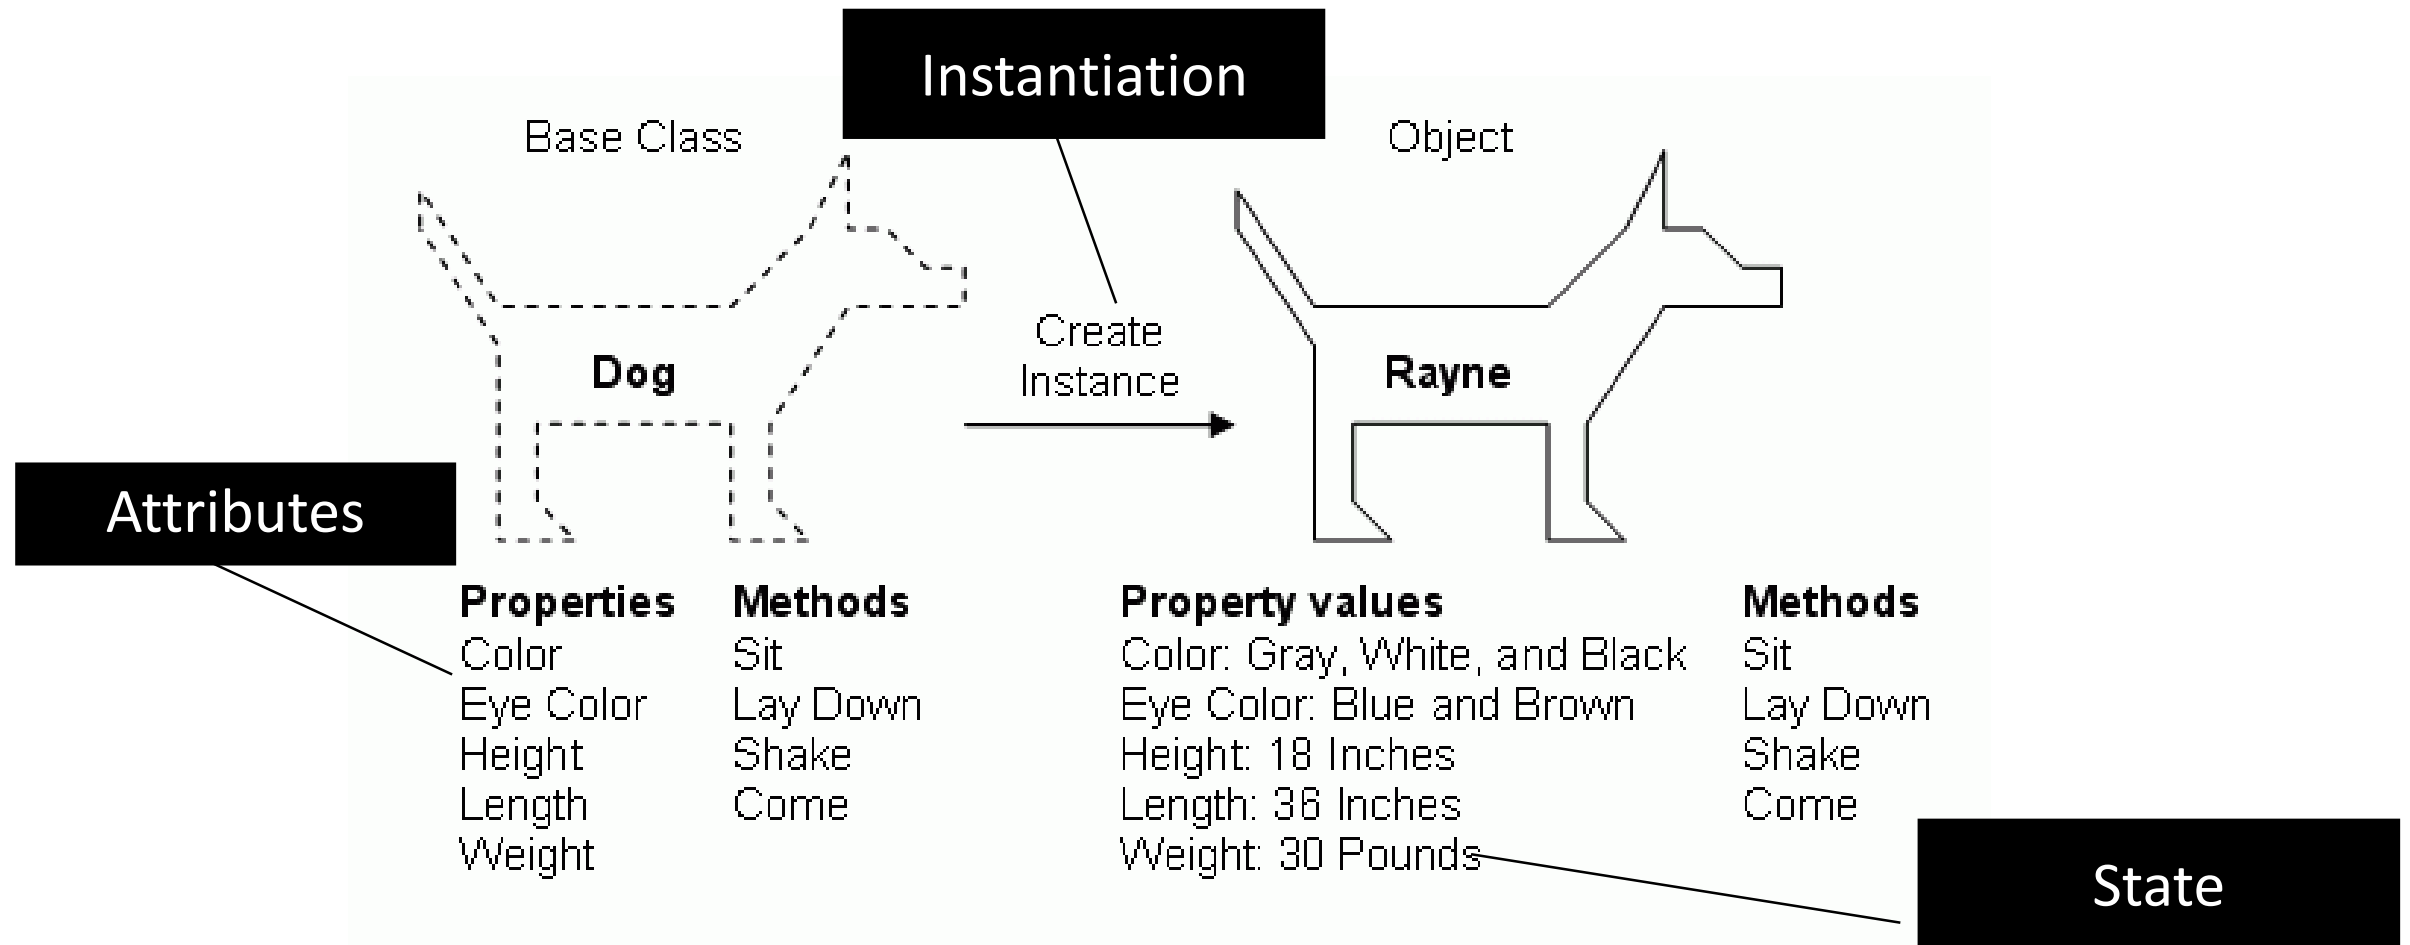 Instantiation
Base Class
Object
Create
Instance
Dog
Rayne
Attributes
Properties
Color
Eye Color
Height
Length
Weight
Methods
Sit
Lay Down
Shake
Come
Property values
Color: Gray, White, and Black
Eye Color: Blue and Brown
Height: 18 Inches
Length: 36 Inches
Weight: 30 Pounds
Methods
Sit
Lay Down
Shake
Come
State